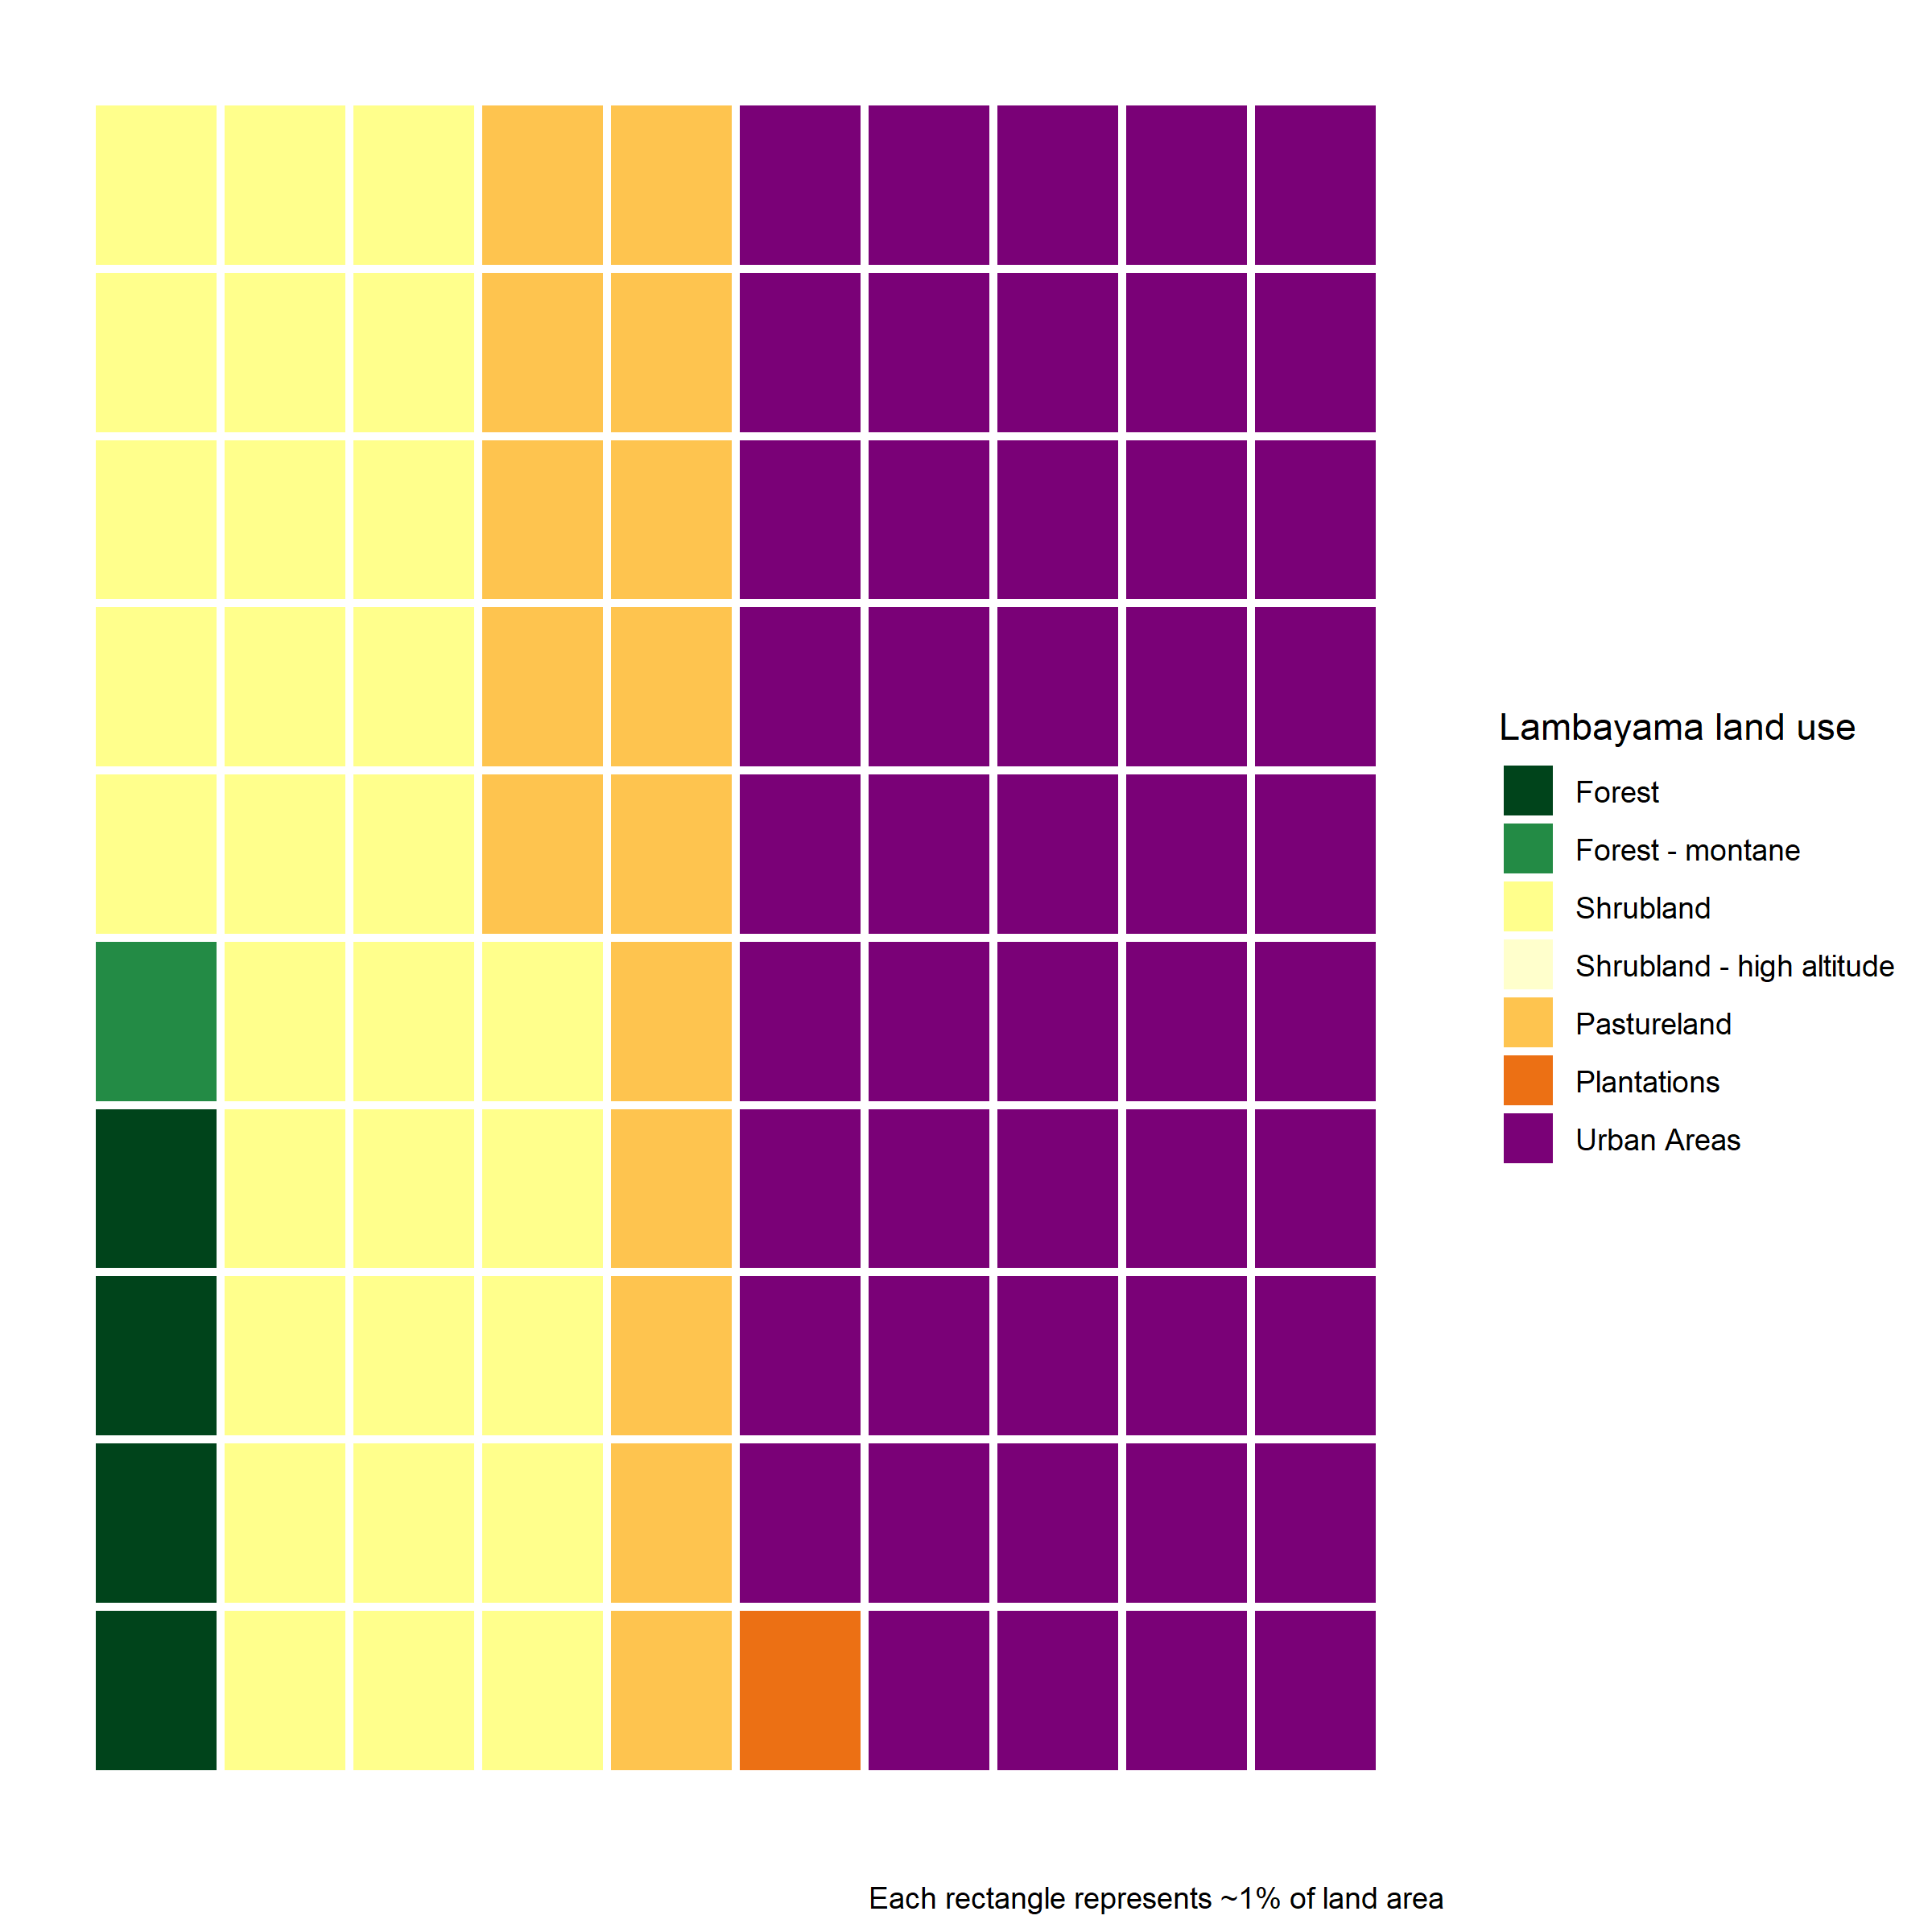 Lambayama land use
Forest
Forest - montane
Shrubland
Shrubland - high altitude
Pastureland
Plantations
Urban Areas
Each rectangle represents ~1% of land area